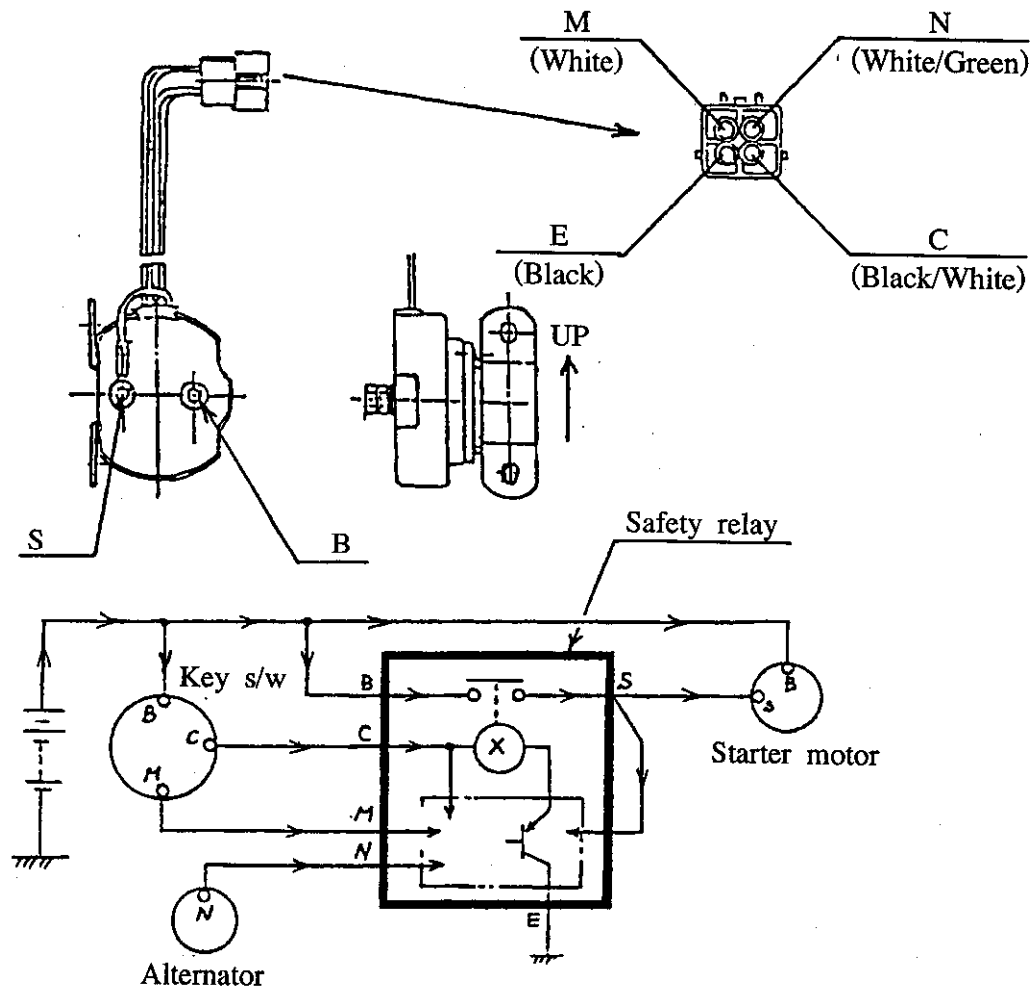 M
(White)
N
(White/Green)
E
(Black)
C
(Black/White)
UP
S
B
Safety relay
Key s/w
B
C
M
B
C
M
N
X
S
E
B
S
Starter motor
N
Alternator